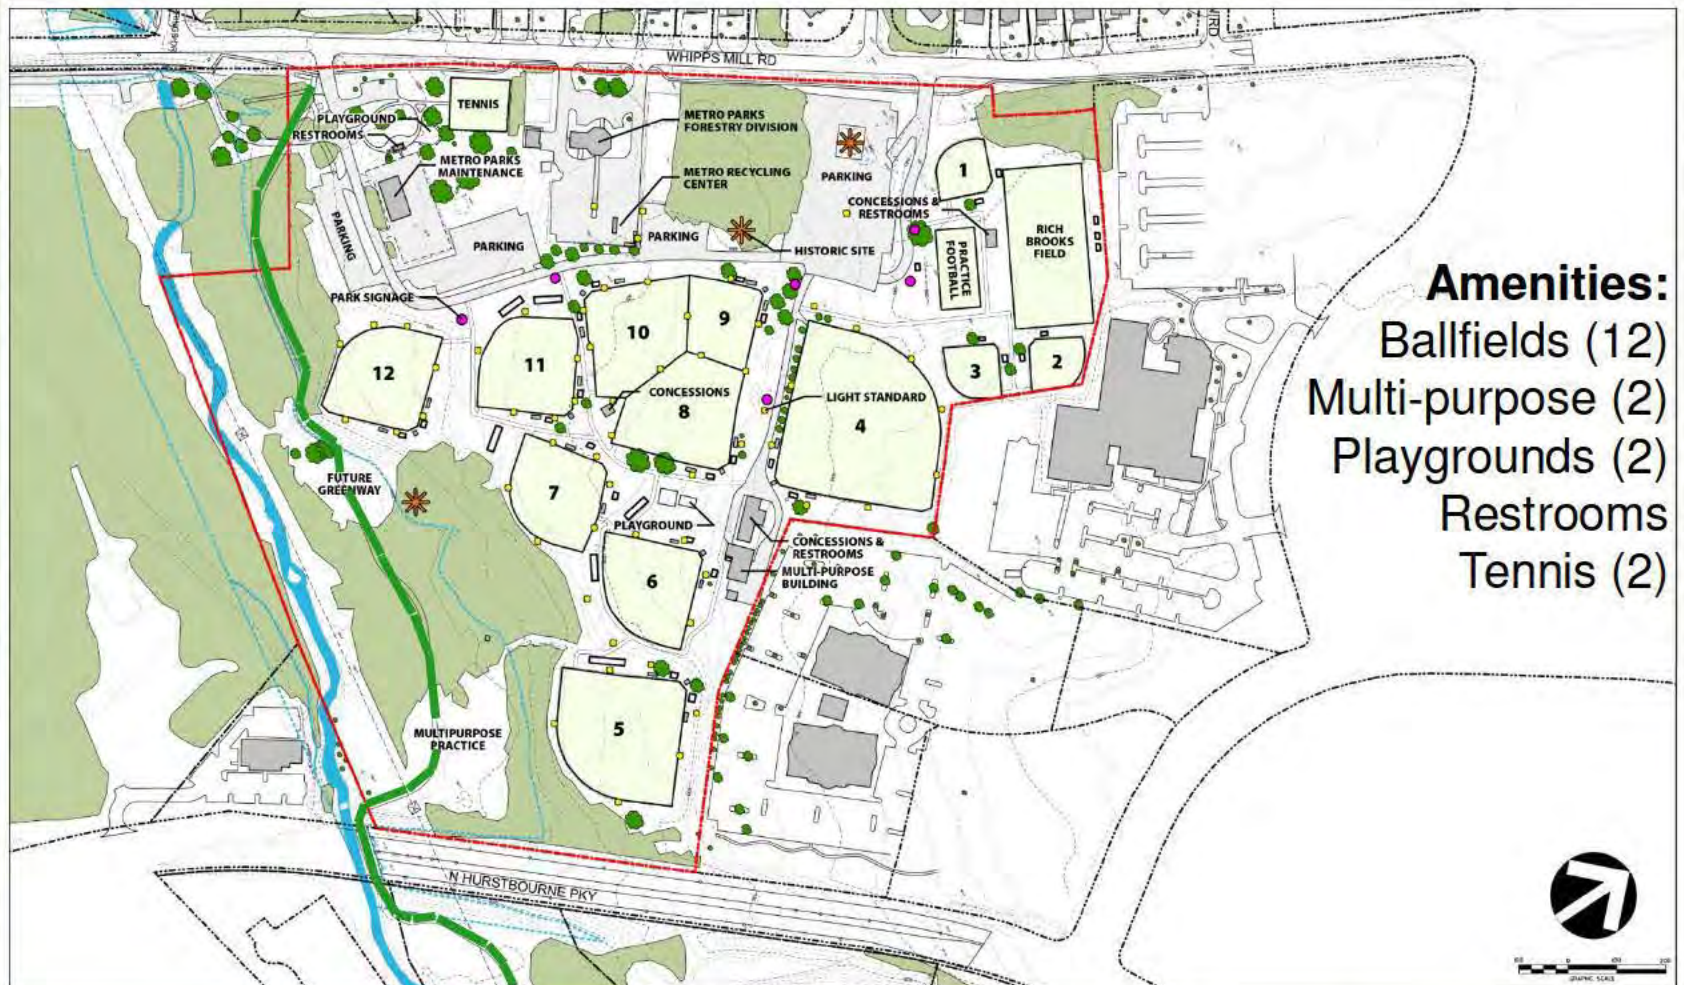 WHIPPS MILL RD
TENNIS
PLAYGROUND
RESTROOMS
METRO PARKS
FORESTRY DIVISION
METRO PARKS
MAINTENANCE
METRO RECYCLING
CENTER
PARKING
PARKING
PARKING
PARKING
HISTORIC SITE
CONCESSIONS &
RESTROOMS
1
RICH
BROOKS
FIELD
PRACTICE
FOOTBALL
PARK SIGNAGE
10
9
11
12
3
2
CONCESSIONS
8
LIGHT STANDARD
4
FUTURE
GREENWAY
7
PLAYGROUND
CONCESSIONS &
RESTROOMS
MULTI-PURPOSE
BUILDING
6
5
MULTIPURPOSE
PRACTICE
N HURSTBOURNE PKY
Amenities:
Ballfields (12)
Multi-purpose (2)
Playgrounds (2)
Restrooms
Tennis (2)
GRAPHIC SCALE